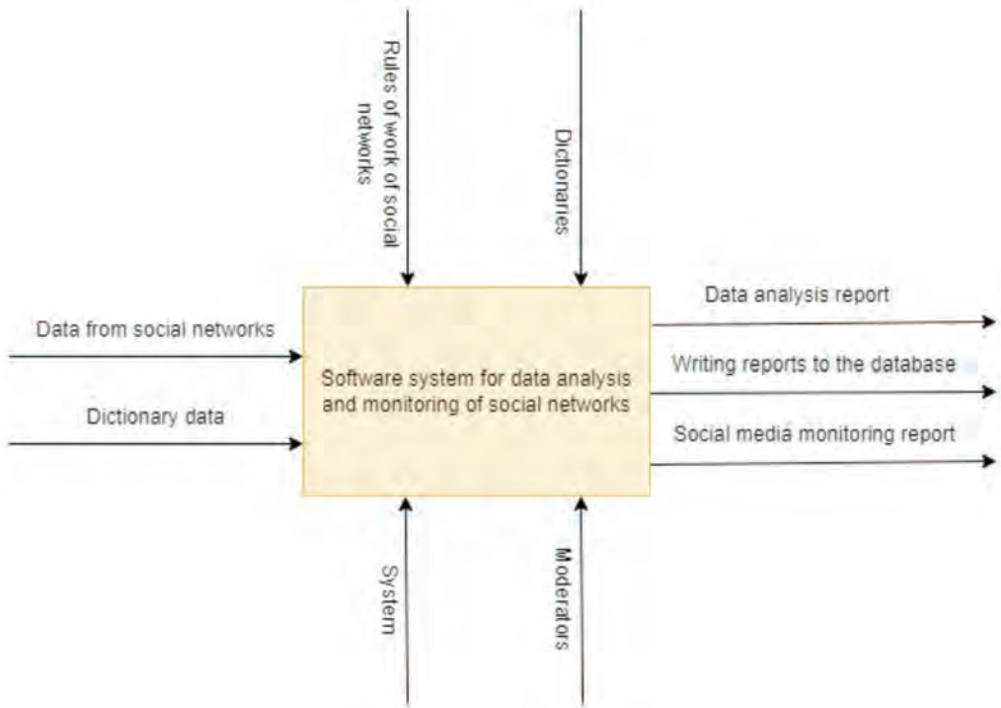 Rules of work of social
networks
Dictionaries
Data from social networks
Dictionary data
Software system for data analysis
and monitoring of social networks
Data analysis report
Writing reports to the database
Social media monitoring report
System
Moderators